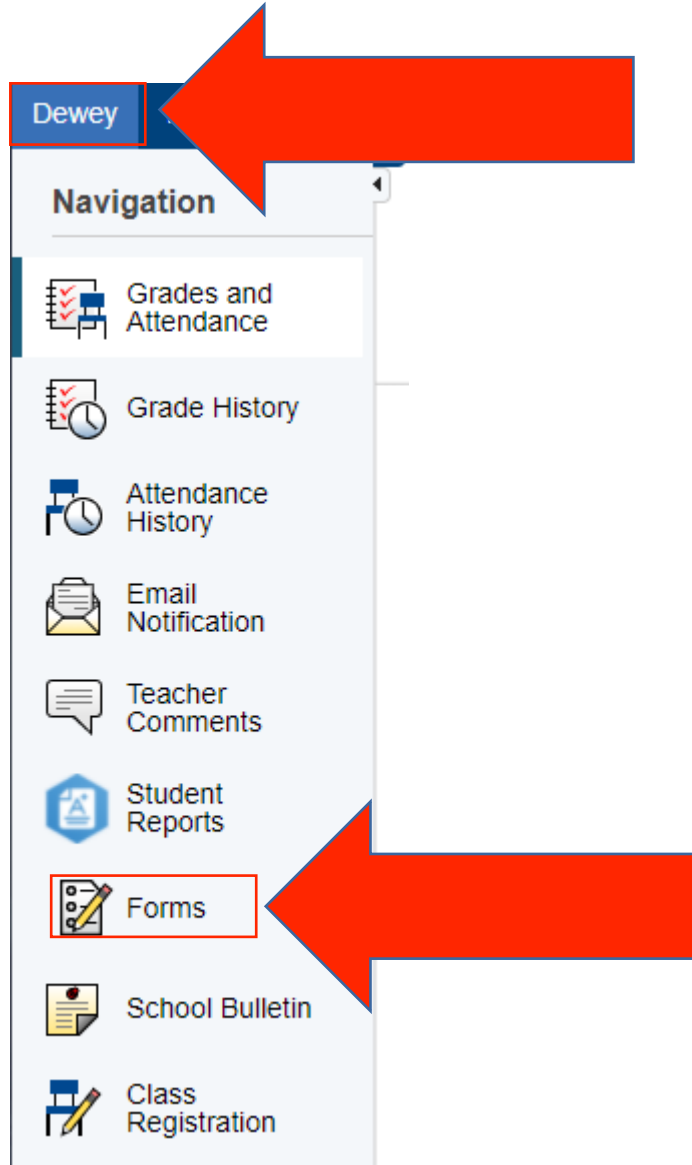 Dewey
Navigation
Grades and
Attendance
Grade History
Attendance
History
Email
Notification
Teacher
Comments
Student
Reports
Forms
School Bulletin
Class
Registration